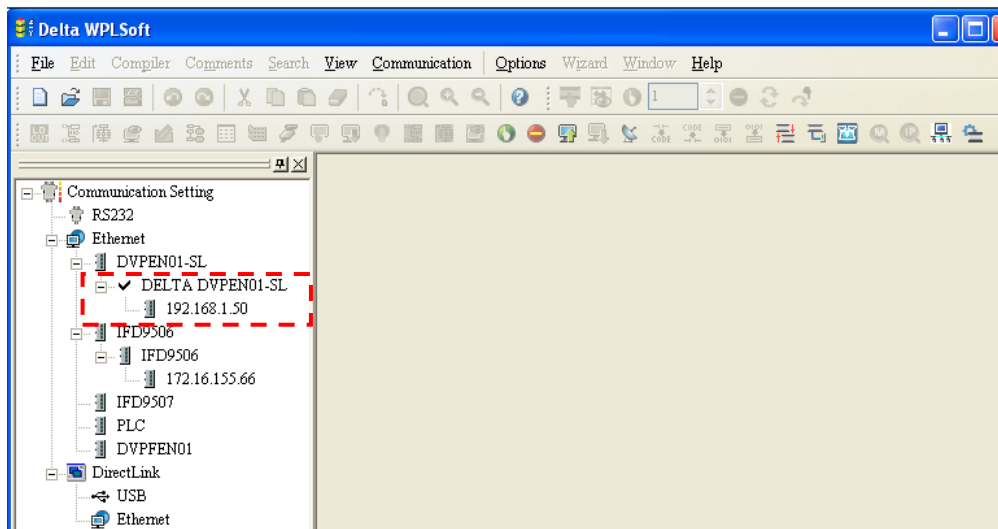 Delta WPLSoft
File Edit Compiler Comments Search View Communication Options Wizard Window Help
1
CODE CODE
Communication Setting
RS232
Ethernet
DVPEN01-SL
DELTA DVPEN01-SL
192.168.1.50
IFD9506
IFD9506
172.16.155.66
IFD9507
PLC
DVPFEN01
DirectLink
USB
Ethernet